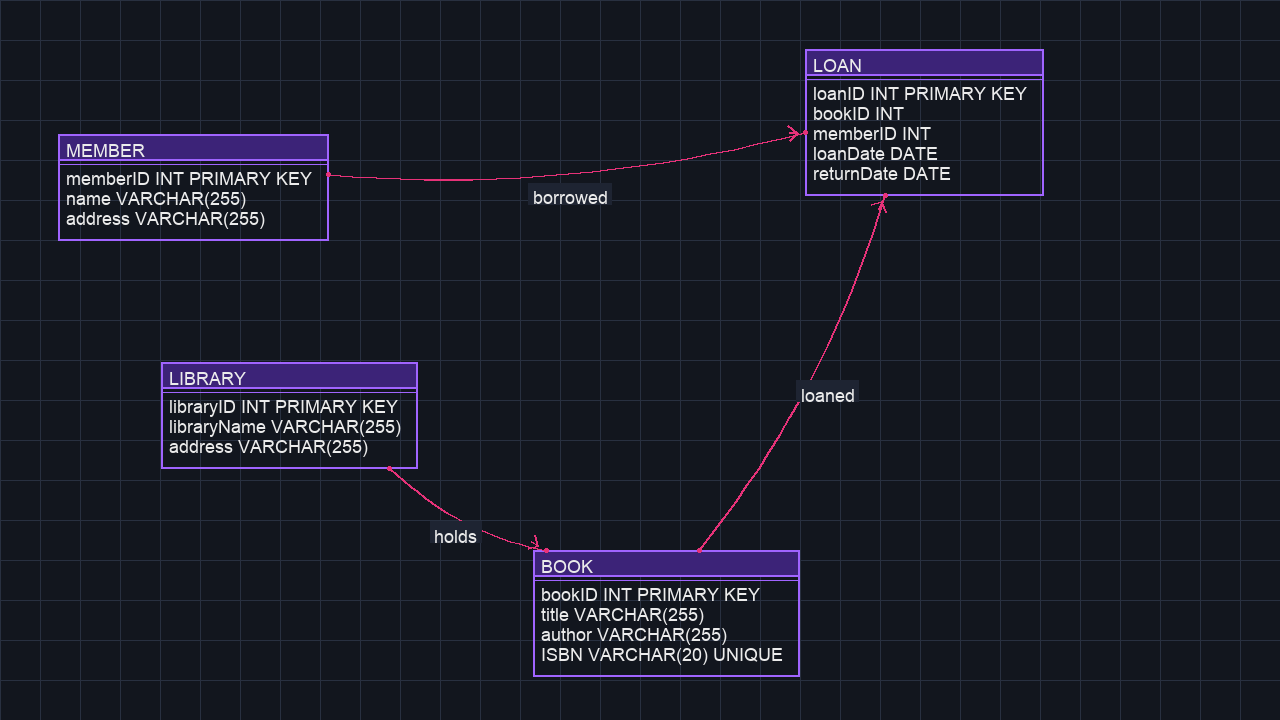 LOAN
loanID INT PRIMARY KEY
bookID INT
memberID INT
loanDate DATE
returnDate DATE
MEMBER
memberID INT PRIMARY KEY
name VARCHAR(255)
address VARCHAR(255)
borrowed
LIBRARY
libraryID INT PRIMARY KEY
libraryName VARCHAR(255)
address VARCHAR(255)
loaned
holds
BOOK
bookID INT PRIMARY KEY
title VARCHAR(255)
author VARCHAR(255)
ISBN VARCHAR(20) UNIQUE